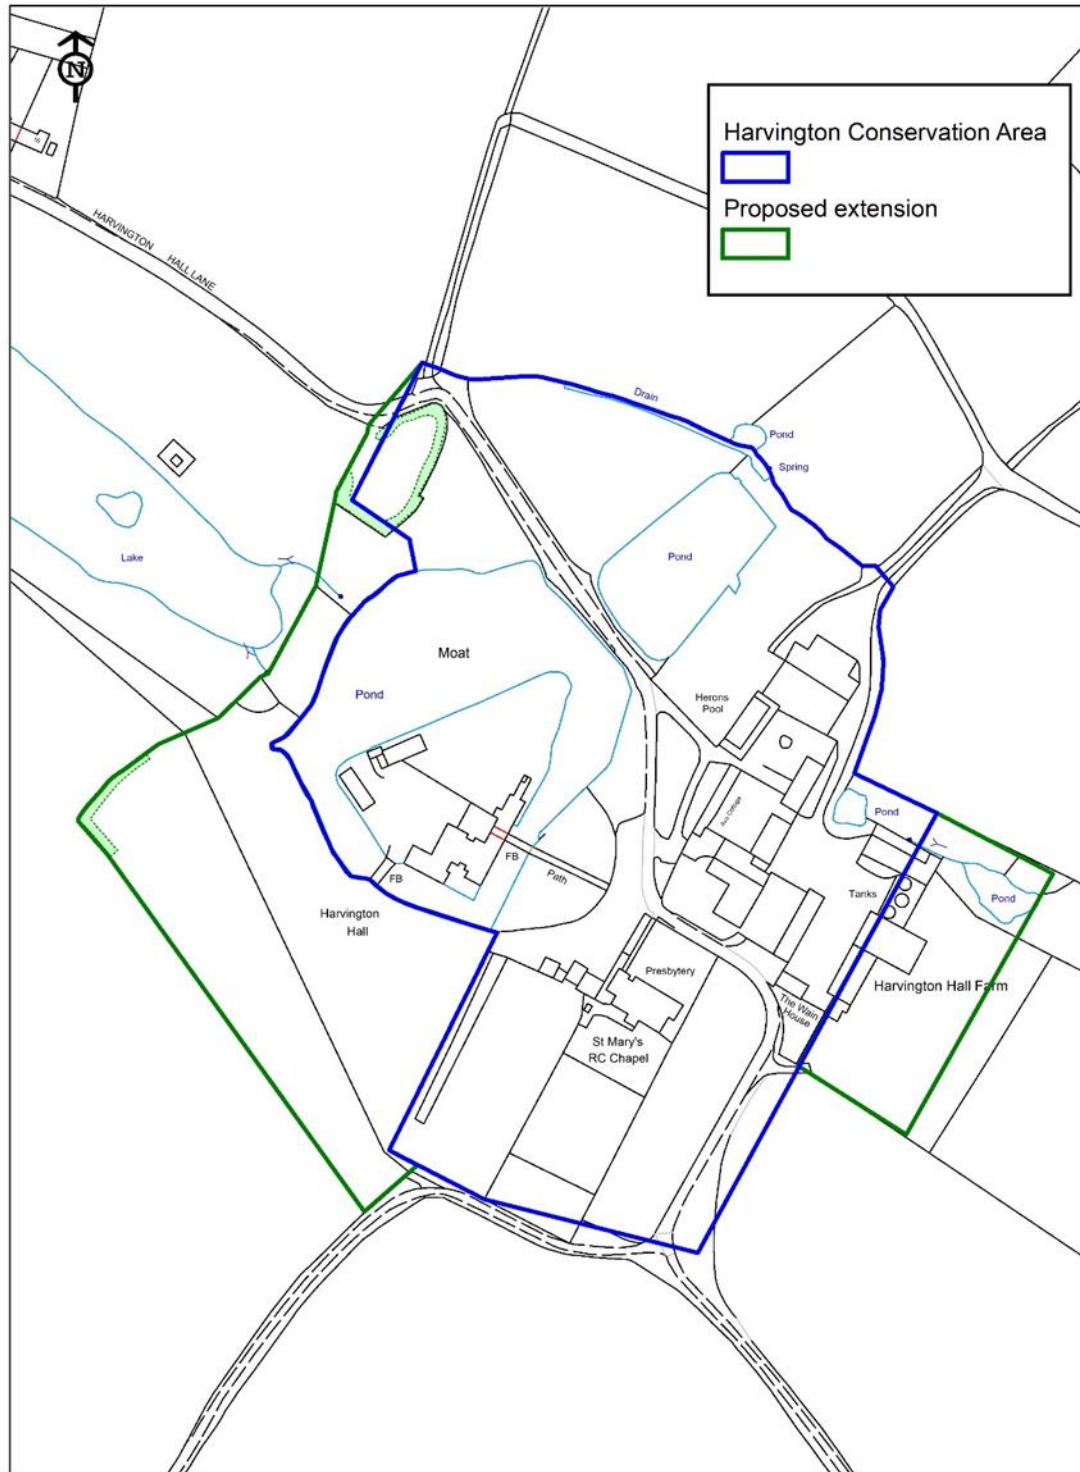 N
Harvington Conservation Area
Proposed extension
HARVINGTON
HALL LANE
Drain
Pond
Spring
Pond
Lake
Moat
Pond
Herons
Pool
Pond
FB
Path
FB
Tanks
Pond
Harvington
Hall
Presbytery
Harvington Hall Farm
The Wain
House
St Mary's
RC Chapel